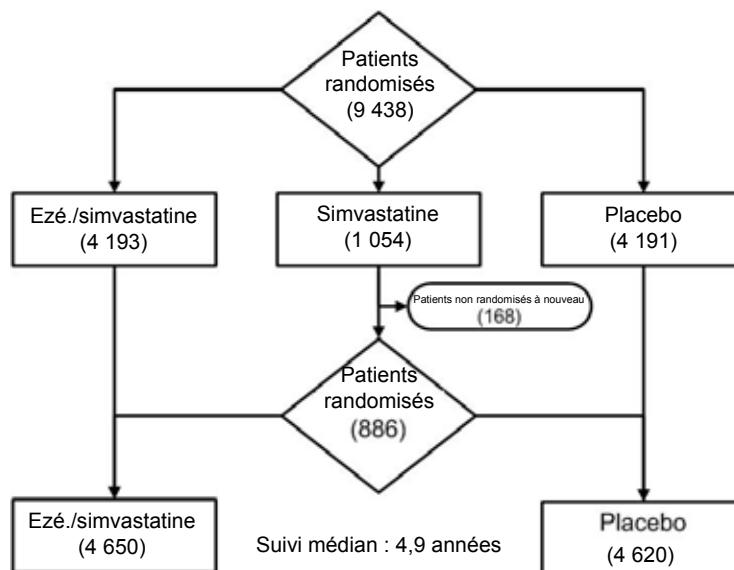 Patients
randomisés
(9 438)
Ezé./simvastatine
(4 193)
Simvastatine
(1 054)
Placebo
(4 191)
Patients non randomisés à nouveau
(168)
Patients
randomisés
(886)
Ezé./simvastatine
(4 650)
Suivi médian : 4,9 années
Placebo
(4 620)